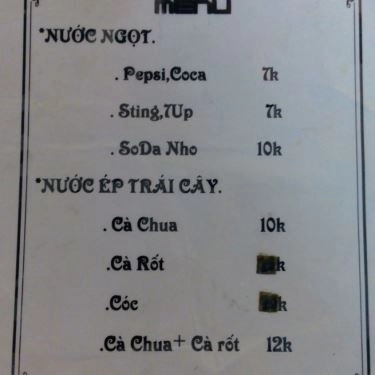 MENU
*NƯỚC NGỌT.
. Pepsi,Coca 7k
. Sting,7Up 7k
. SoDa Nho 10k
*NƯỚC ÉP TRÁI CÂY.
. Cà Chua 10k
.Cà Rốt k
.Cóc k
.Cà Chua+ Cà rốt 12k